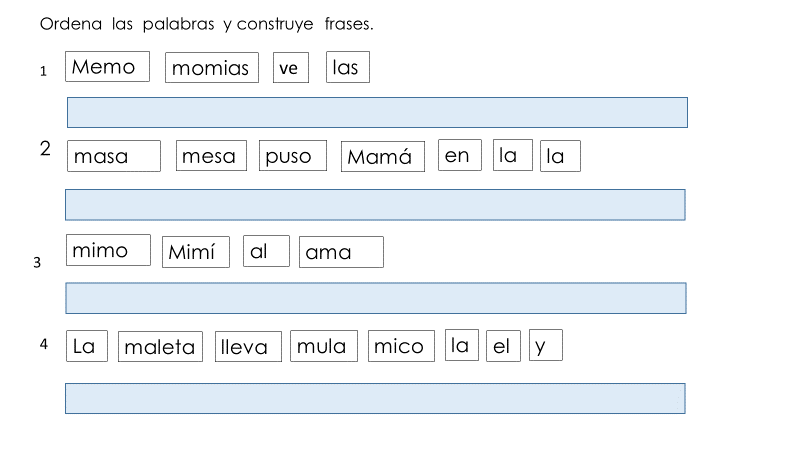 Ordena las palabras y construye frases.
1 Memo momias ve las
2 masa mesa puso Mamá en la la
3 mimo Mimí al ama
4 La maleta lleva mula mico la el y